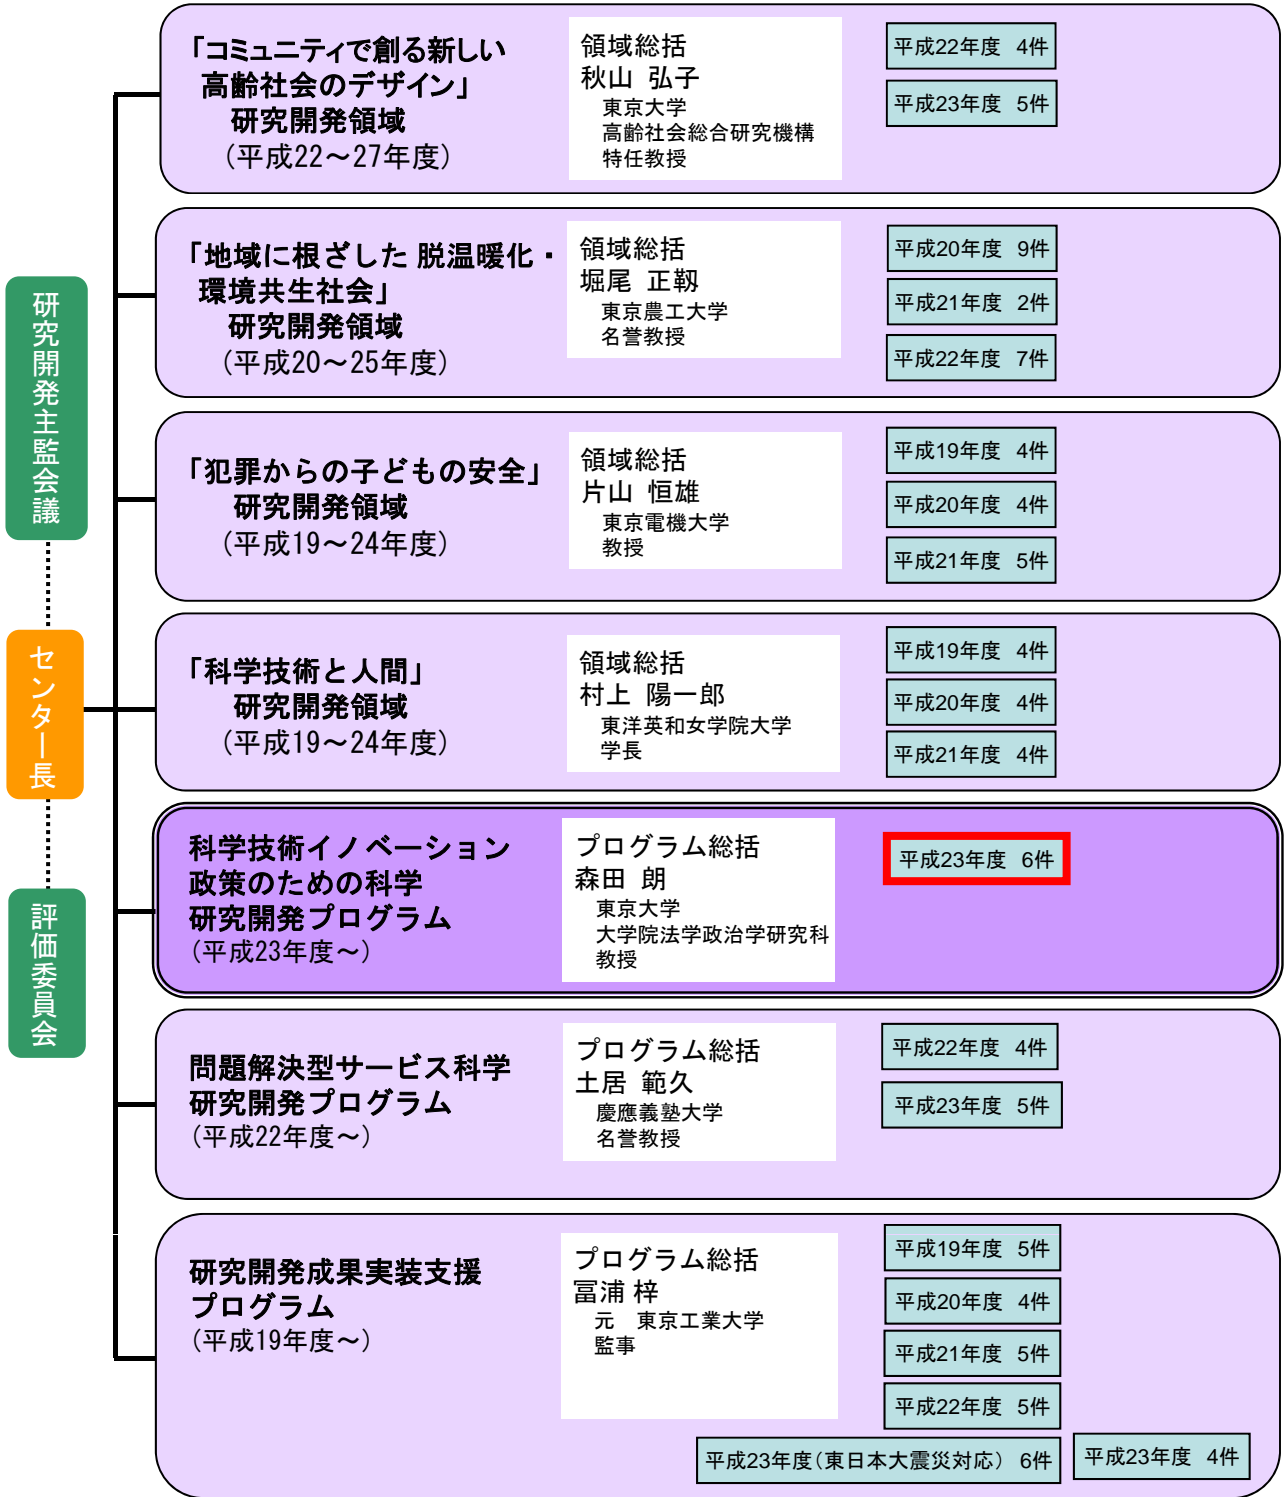 研究開発主監会議
センター長
評価委員会
「コミュニティで創る新しい
高齢社会のデザイン」
研究開発領域
（平成22～27年度）
領域総括
秋山 弘子
東京大学
高齢社会総合研究機構
特任教授
平成22年度 4件
平成23年度 5件
「地域に根ざした 脱温暖化・
環境共生社会」
研究開発領域
（平成20～25年度）
領域総括
堀尾 正靱
東京農工大学
名誉教授
平成20年度 9件
平成21年度 2件
平成22年度 7件
「犯罪からの子どもの安全」
研究開発領域
（平成19～24年度）
領域総括
片山 恒雄
東京電機大学
教授
平成19年度 4件
平成20年度 4件
平成21年度 5件
「科学技術と人間」
研究開発領域
（平成19～24年度）
領域総括
村上 陽一郎
東洋英和女学院大学
学長
平成19年度 4件
平成20年度 4件
平成21年度 4件
科学技術イノベーション
政策のための科学
研究開発プログラム
（平成23年度～）
プログラム総括
森田 朗
東京大学
大学院法学政治学研究科
教授
平成23年度 6件
問題解決型サービス科学
研究開発プログラム
（平成22年度～）
プログラム総括
土居 範久
慶應義塾大学
名誉教授
平成22年度 4件
平成23年度 5件
研究開発成果実装支援
プログラム
（平成19年度～）
プログラム総括
冨浦 梓
元 東京工業大学
監事
平成19年度 5件
平成20年度 4件
平成21年度 5件
平成22年度 5件
平成23年度（東日本大震災対応） 6件
平成23年度 4件